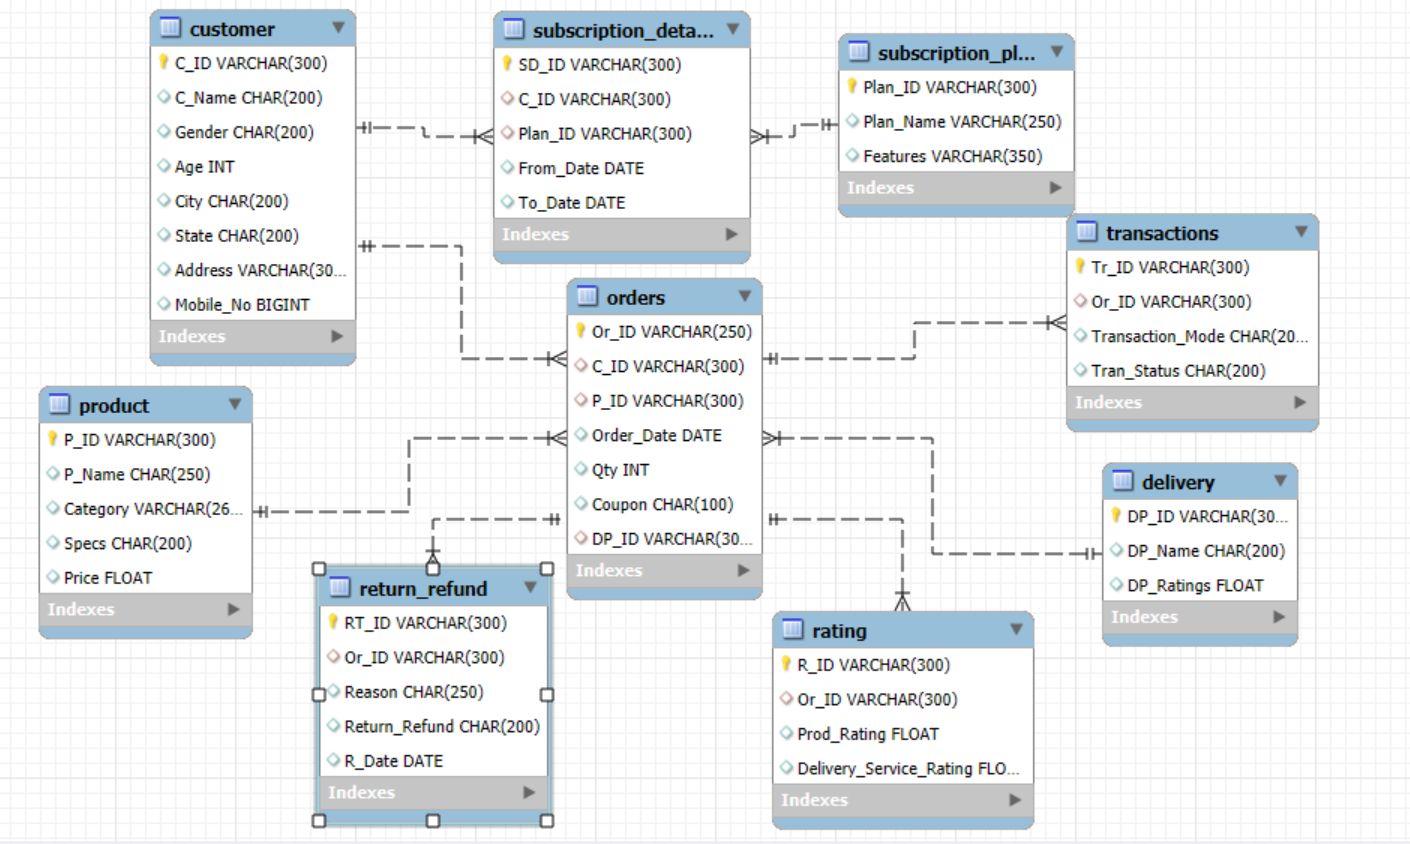 customer
C_ID VARCHAR(300)
C_Name CHAR(200)
Gender CHAR(200)
Age INT
City CHAR(200)
State CHAR(200)
Address VARCHAR(30...
Mobile_No BIGINT
Indexes
subscription_deta...
SD_ID VARCHAR(300)
C_ID VARCHAR(300)
Plan_ID VARCHAR(300)
From_Date DATE
To_Date DATE
Indexes
subscription_pl...
Plan_ID VARCHAR(300)
Plan_Name VARCHAR(250)
Features VARCHAR(350)
Indexes
transactions
Tr_ID VARCHAR(300)
Or_ID VARCHAR(300)
Transaction_Mode CHAR(20...
Tran_Status CHAR(200)
Indexes
orders
Or_ID VARCHAR(250)
C_ID VARCHAR(300)
P_ID VARCHAR(300)
Order_Date DATE
Qty INT
Coupon CHAR(100)
DP_ID VARCHAR(30...
Indexes
product
P_ID VARCHAR(300)
P_Name CHAR(250)
Category VARCHAR(26...
Specs CHAR(200)
Price FLOAT
Indexes
delivery
DP_ID VARCHAR(30...
DP_Name CHAR(200)
DP_Ratings FLOAT
Indexes
return_refund
RT_ID VARCHAR(300)
Or_ID VARCHAR(300)
Reason CHAR(250)
Return_Refund CHAR(200)
R_Date DATE
Indexes
rating
R_ID VARCHAR(300)
Or_ID VARCHAR(300)
Prod_Rating FLOAT
Delivery_Service_Rating FLO...
Indexes